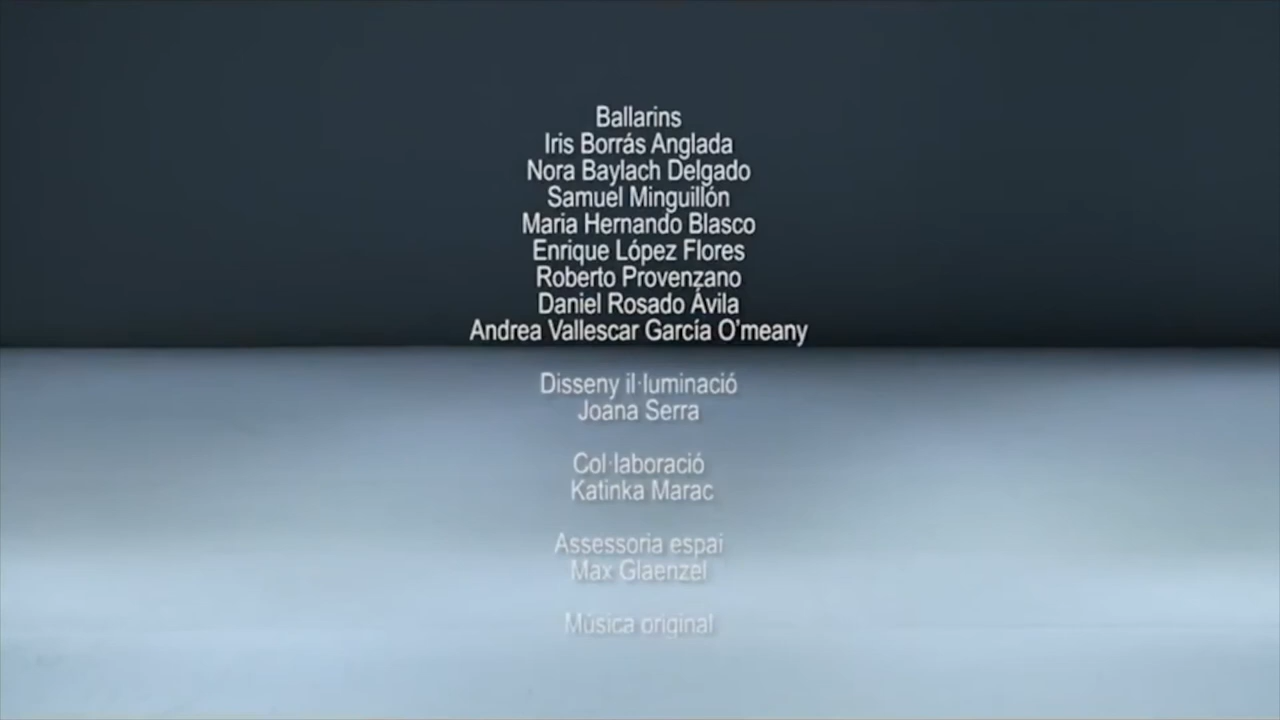 Ballarins
Iris Borrás Anglada
Nora Baylach Delgado
Samuel Minguillón
Maria Hernando Blasco
Enrique López Flores
Roberto Provenzano
Daniel Rosado Ávila
Andrea Vallescar García O'meany
Disseny il·luminació
Joana Serra
Col·laboració
Katinka Marac
Assessoria espai
Max Glaenzel
Música original